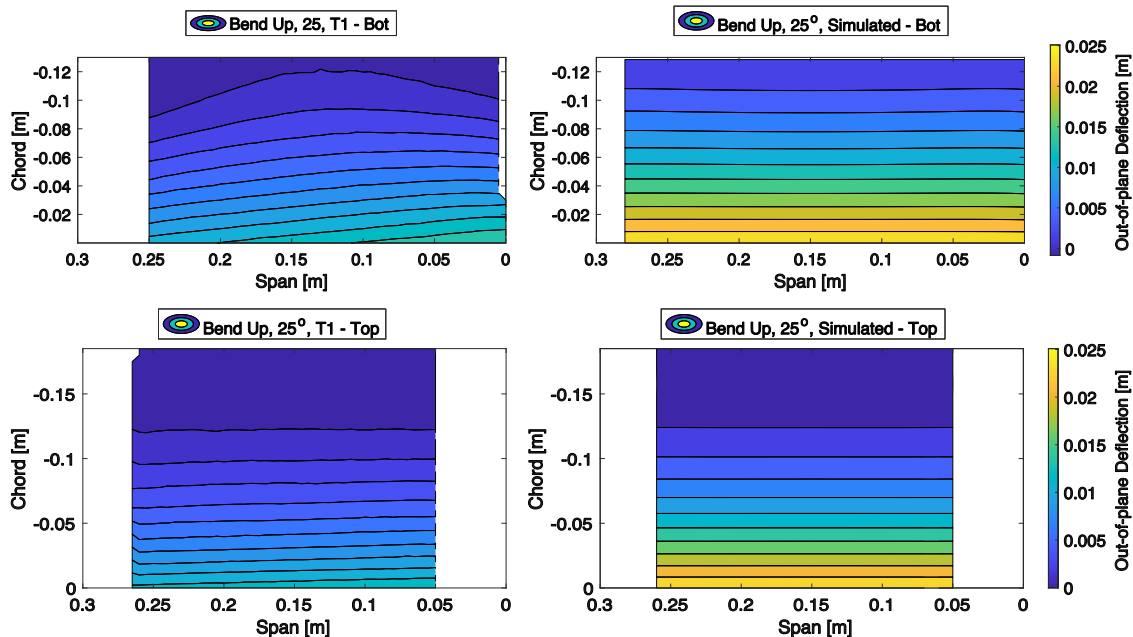 Bend Up, 25, T1 - Bot
Bend Up, 25°, Simulated - Bot
-0.12
-0.1
-0.08
-0.06
-0.04
-0.02
Chord [m]
0.3 0.25 0.2 0.15 0.1 0.05 0
Span [m]
-0.12
-0.1
-0.08
-0.06
-0.04
-0.02
Chord [m]
0.3 0.25 0.2 0.15 0.1 0.05 0
Span [m]
0.025
0.02
0.015
0.01
0.005
0
Out-of-plane Deflection [m]
Bend Up, 25°, T1 - Top
Bend Up, 25°, Simulated - Top
-0.15
-0.1
-0.05
0
Chord [m]
0.3 0.25 0.2 0.15 0.1 0.05 0
Span [m]
-0.15
-0.1
-0.05
0
Chord [m]
0.3 0.25 0.2 0.15 0.1 0.05 0
Span [m]
0.025
0.02
0.015
0.01
0.005
0
Out-of-plane Deflection [m]